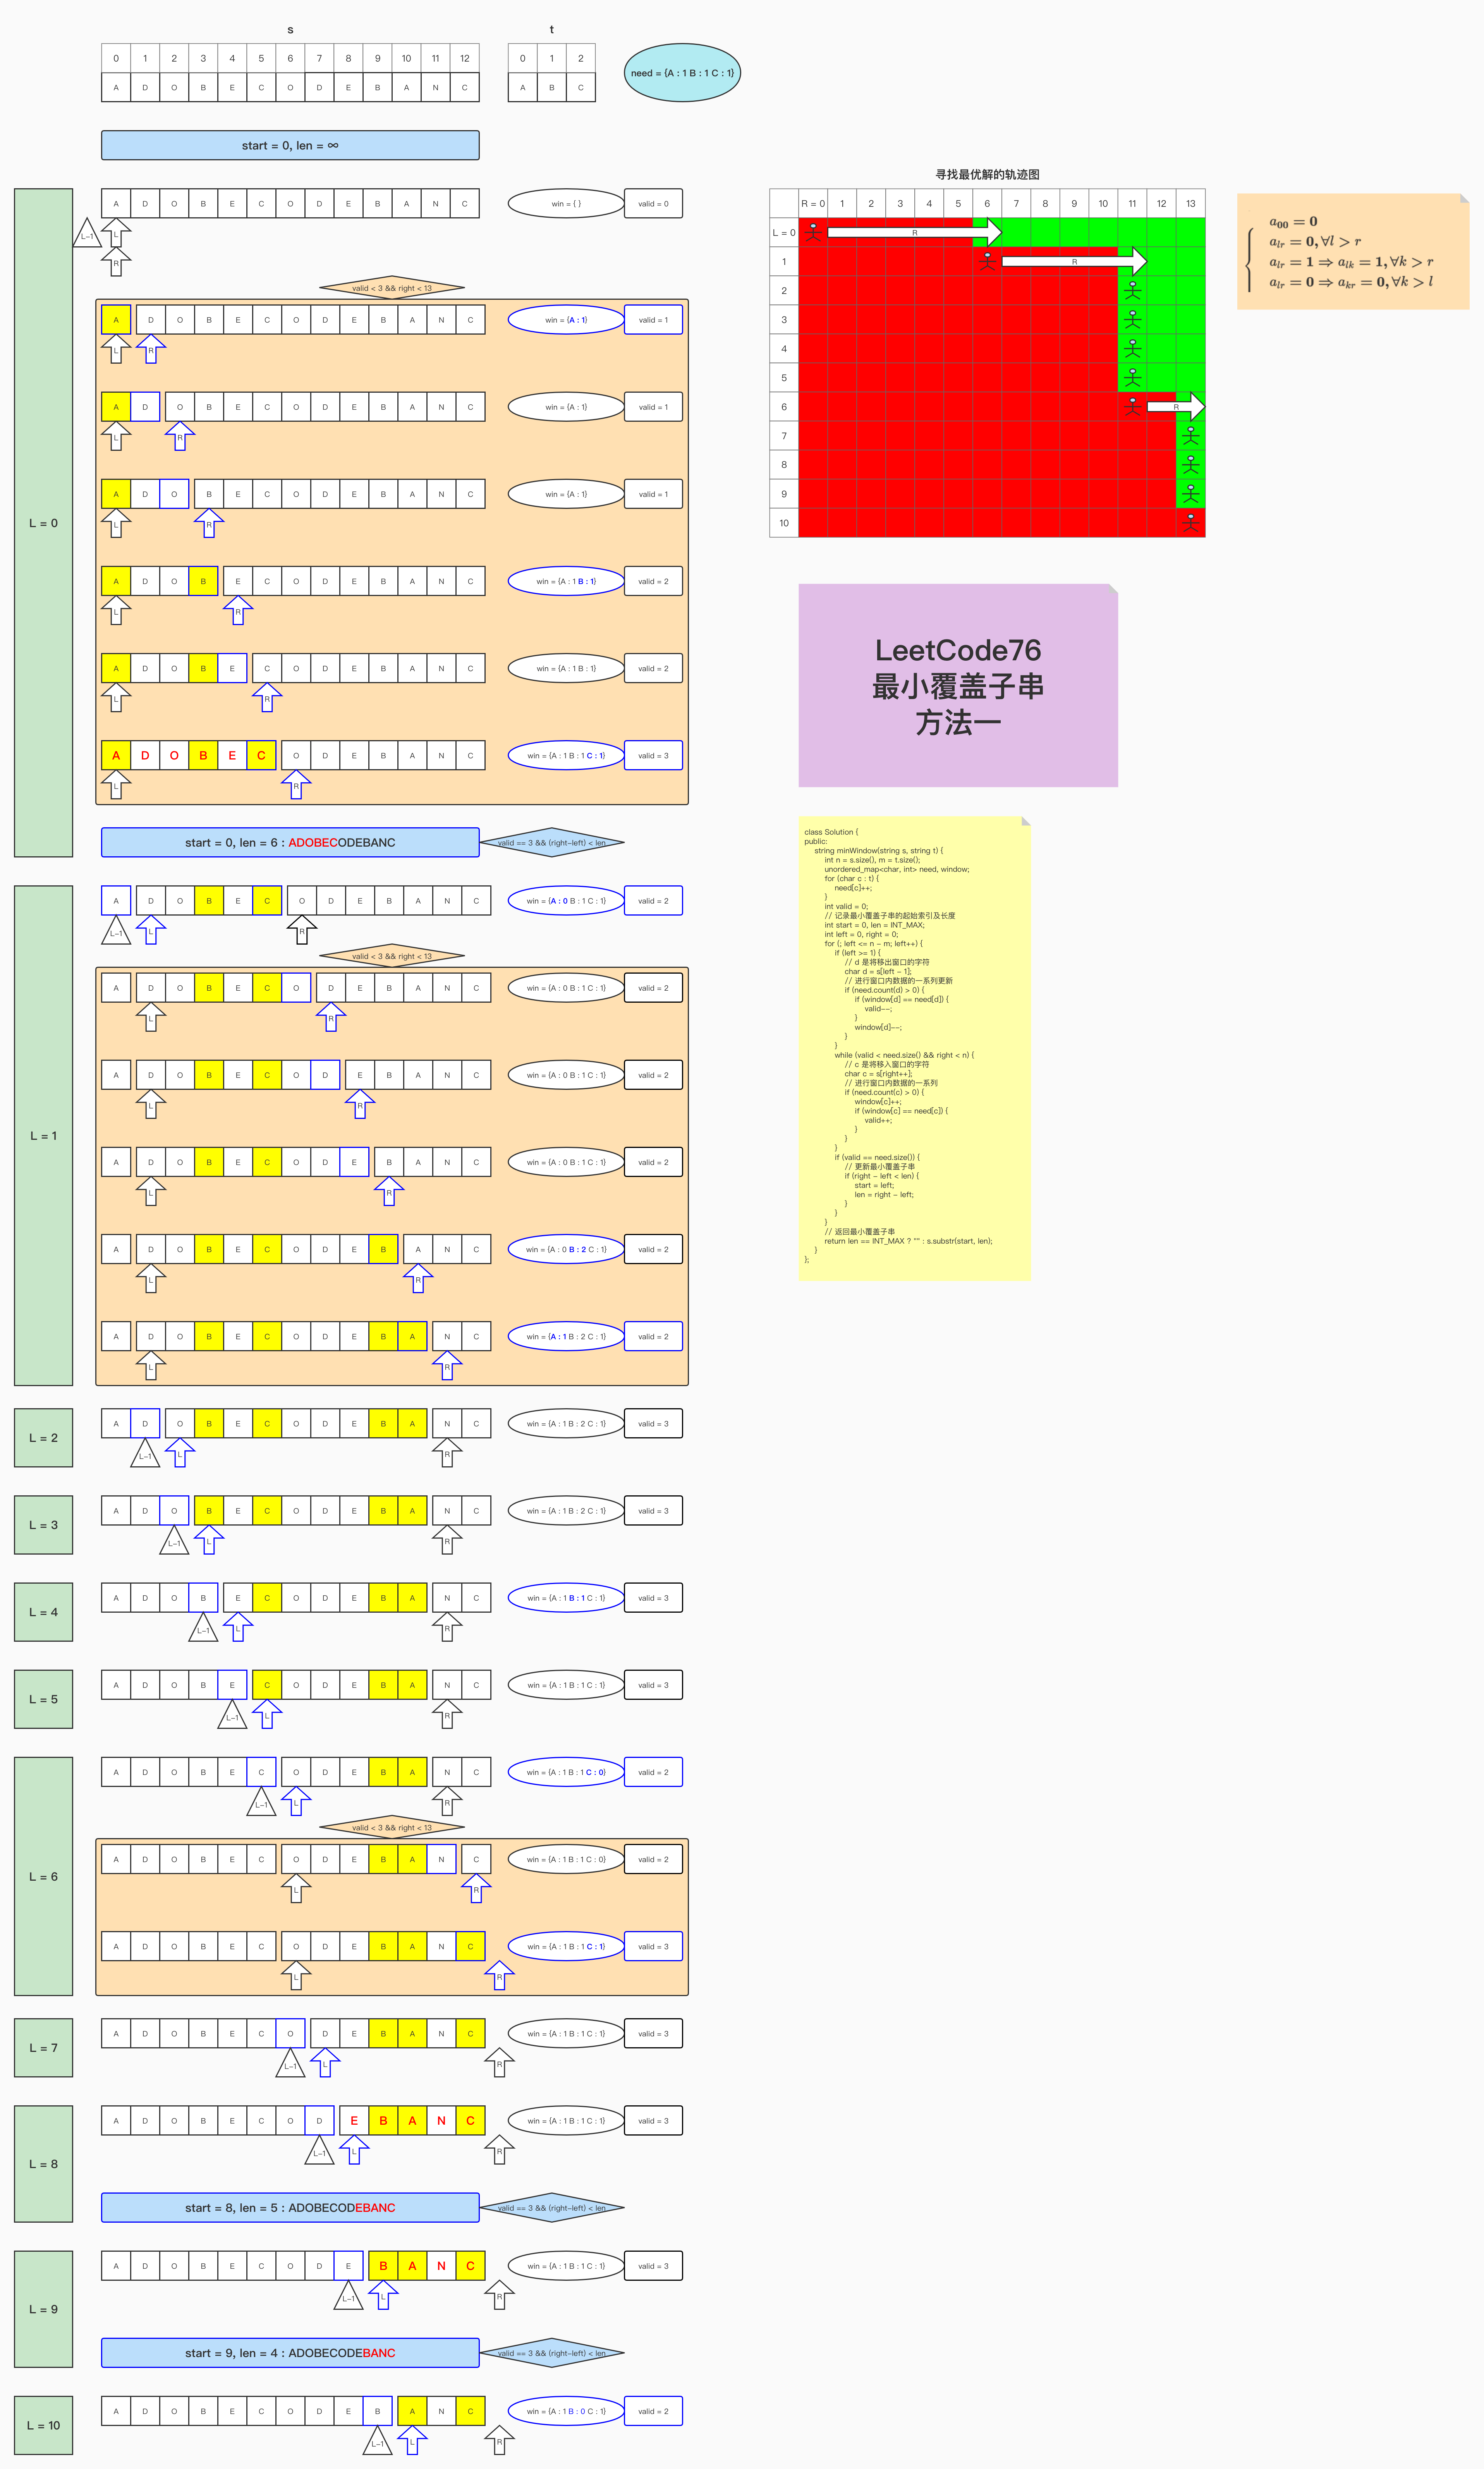 s
t
0 1 2 3 4 5 6 7 8 9 10 11 12
0 1 2
A D O B E C O D E B A N C
A B C
need = {A : 1 B : 1 C : 1}
start = 0, len = ∞
L = 0
A D O B E C O D E B A N C
win = { }
valid = 0
L-1
L
R
valid < 3 && right < 13
A D O B E C O D E B A N C
win = {A : 1}
valid = 1
L R
A D O B E C O D E B A N C
win = {A : 1}
valid = 1
L R
A D O B E C O D E B A N C
win = {A : 1}
valid = 1
L R
A D O B E C O D E B A N C
win = {A : 1 B : 1}
valid = 2
L R
A D O B E C O D E B A N C
win = {A : 1 B : 1}
valid = 2
L R
A D O B E C O D E B A N C
win = {A : 1 B : 1 C : 1}
valid = 3
L R
start = 0, len = 6 : ADOBECODEBANC
valid == 3 && (right-left) < len
L = 1
A D O B E C O D E B A N C
win = {A : 0 B : 1 C : 1}
valid = 2
L-1 L R
valid < 3 && right < 13
A D O B E C O D E B A N C
win = {A : 0 B : 1 C : 1}
valid = 2
L R
A D O B E C O D E B A N C
win = {A : 0 B : 1 C : 1}
valid = 2
L R
A D O B E C O D E B A N C
win = {A : 0 B : 1 C : 1}
valid = 2
L R
A D O B E C O D E B A N C
win = {A : 0 B : 2 C : 1}
valid = 2
L R
A D O B E C O D E B A N C
win = {A : 1 B : 2 C : 1}
valid = 2
L R
L = 2
A D O B E C O D E B A N C
win = {A : 1 B : 2 C : 1}
valid = 3
L-1 L R
L = 3
A D O B E C O D E B A N C
win = {A : 1 B : 2 C : 1}
valid = 3
L-1 L R
L = 4
A D O B E C O D E B A N C
win = {A : 1 B : 1 C : 1}
valid = 3
L-1 L R
L = 5
A D O B E C O D E B A N C
win = {A : 1 B : 1 C : 1}
valid = 3
L-1 L R
L = 6
A D O B E C O D E B A N C
win = {A : 1 B : 1 C : 0}
valid = 2
L-1 L R
valid < 3 && right < 13
A D O B E C O D E B A N C
win = {A : 1 B : 1 C : 0}
valid = 2
L R
A D O B E C O D E B A N C
win = {A : 1 B : 1 C : 1}
valid = 3
L R
L = 7
A D O B E C O D E B A N C
win = {A : 1 B : 1 C : 1}
valid = 3
L-1 L R
L = 8
A D O B E C O D E B A N C
win = {A : 1 B : 1 C : 1}
valid = 3
L-1 L R
start = 8, len = 5 : ADOBECODEBANC
valid == 3 && (right-left) < len
L = 9
A D O B E C O D E B A N C
win = {A : 1 B : 1 C : 1}
valid = 3
L-1 L R
start = 9, len = 4 : ADOBECODEBANC
valid == 3 && (right-left) < len
L = 10
A D O B E C O D E B A N C
win = {A : 1 B : 0 C : 1}
valid = 2
L-1 L R
寻找最优解的轨迹图
R = 0 1 2 3 4 5 6 7 8 9 10 11 12 13
L = 0 R
1 R
2
3
4
5
6 R
7
8
9
10
a00 = 0
alr = 0, ∀l > r
alr = 1 ⇒ alk = 1, ∀k > r
alr = 0 ⇒ akr = 0, ∀k > l
LeetCode76
最小覆盖子串
方法一
class Solution {
public:
string minWindow(string s, string t) {
int n = s.size(), m = t.size();
unordered_map<char, int> need, window;
for (char c : t) {
need[c]++;
}
int valid = 0;
// 记录最小覆盖子串的起始索引及长度
int start = 0, len = INT_MAX;
int left = 0, right = 0;
for (; left <= n - m; left++) {
if (left >= 1) {
// d 是将移出窗口的字符
char d = s[left - 1];
// 进行窗口内数据的一系列更新
if (need.count(d) > 0) {
if (window[d] == need[d]) {
valid--;
}
window[d]--;
}
}
while (valid < need.size() && right < n) {
// c 是将移入窗口的字符
char c = s[right++];
// 进行窗口内数据的一系列
if (need.count(c) > 0) {
window[c]++;
if (window[c] == need[c]) {
valid++;
}
}
}
if (valid == need.size()) {
// 更新最小覆盖子串
if (right - left < len) {
start = left;
len = right - left;
}
}
}
// 返回最小覆盖子串
return len == INT_MAX ? "" : s.substr(start, len);
}
};